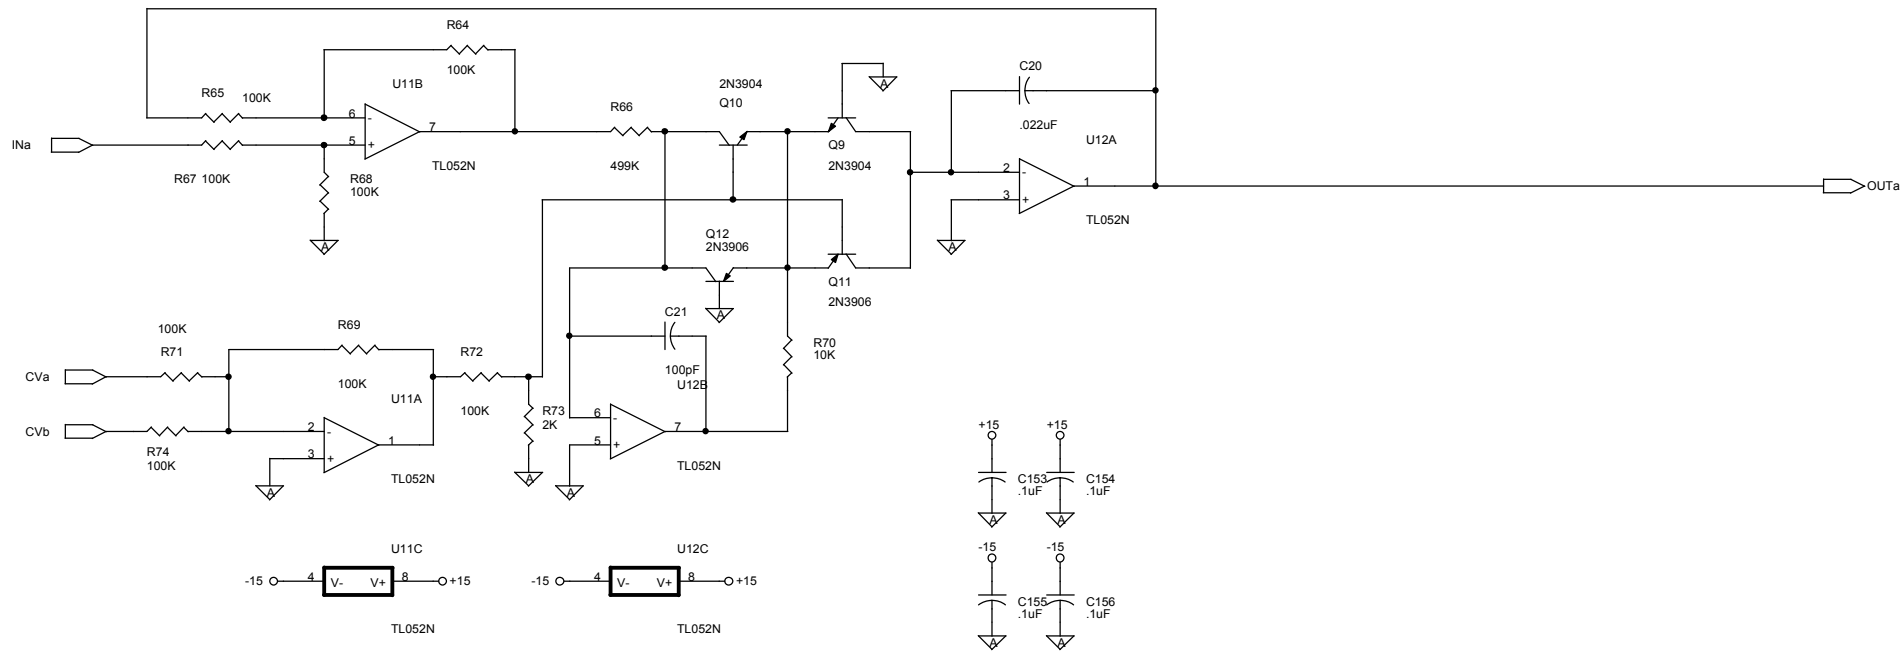 R64
100K
C20
.022uF
2N3904
Q10
U11B
R65
100K
R66
499K
6
-
5
+
7
TL052N
INa
R67 100K
R68
100K
A
A
Q9
2N3904
U12A
2
-
3
+
1
TL052N
OUTa
A
Q12
2N3906
A
Q11
2N3906
C21
100pF
U12B
R70
10K
100K
R71
R69
100K
R72
100K
CVa
U11A
R73
2K
CVb
R74
100K
2
-
3
+
1
TL052N
A
A
6
-
5
+
7
TL052N
A
+15
+15
C153
.1uF
C154
.1uF
A
A
U11C
-15
4
V-
V+
8
+15
TL052N
U12C
-15
4
V-
V+
8
+15
TL052N
-15
-15
C155
.1uF
C156
.1uF
A
A